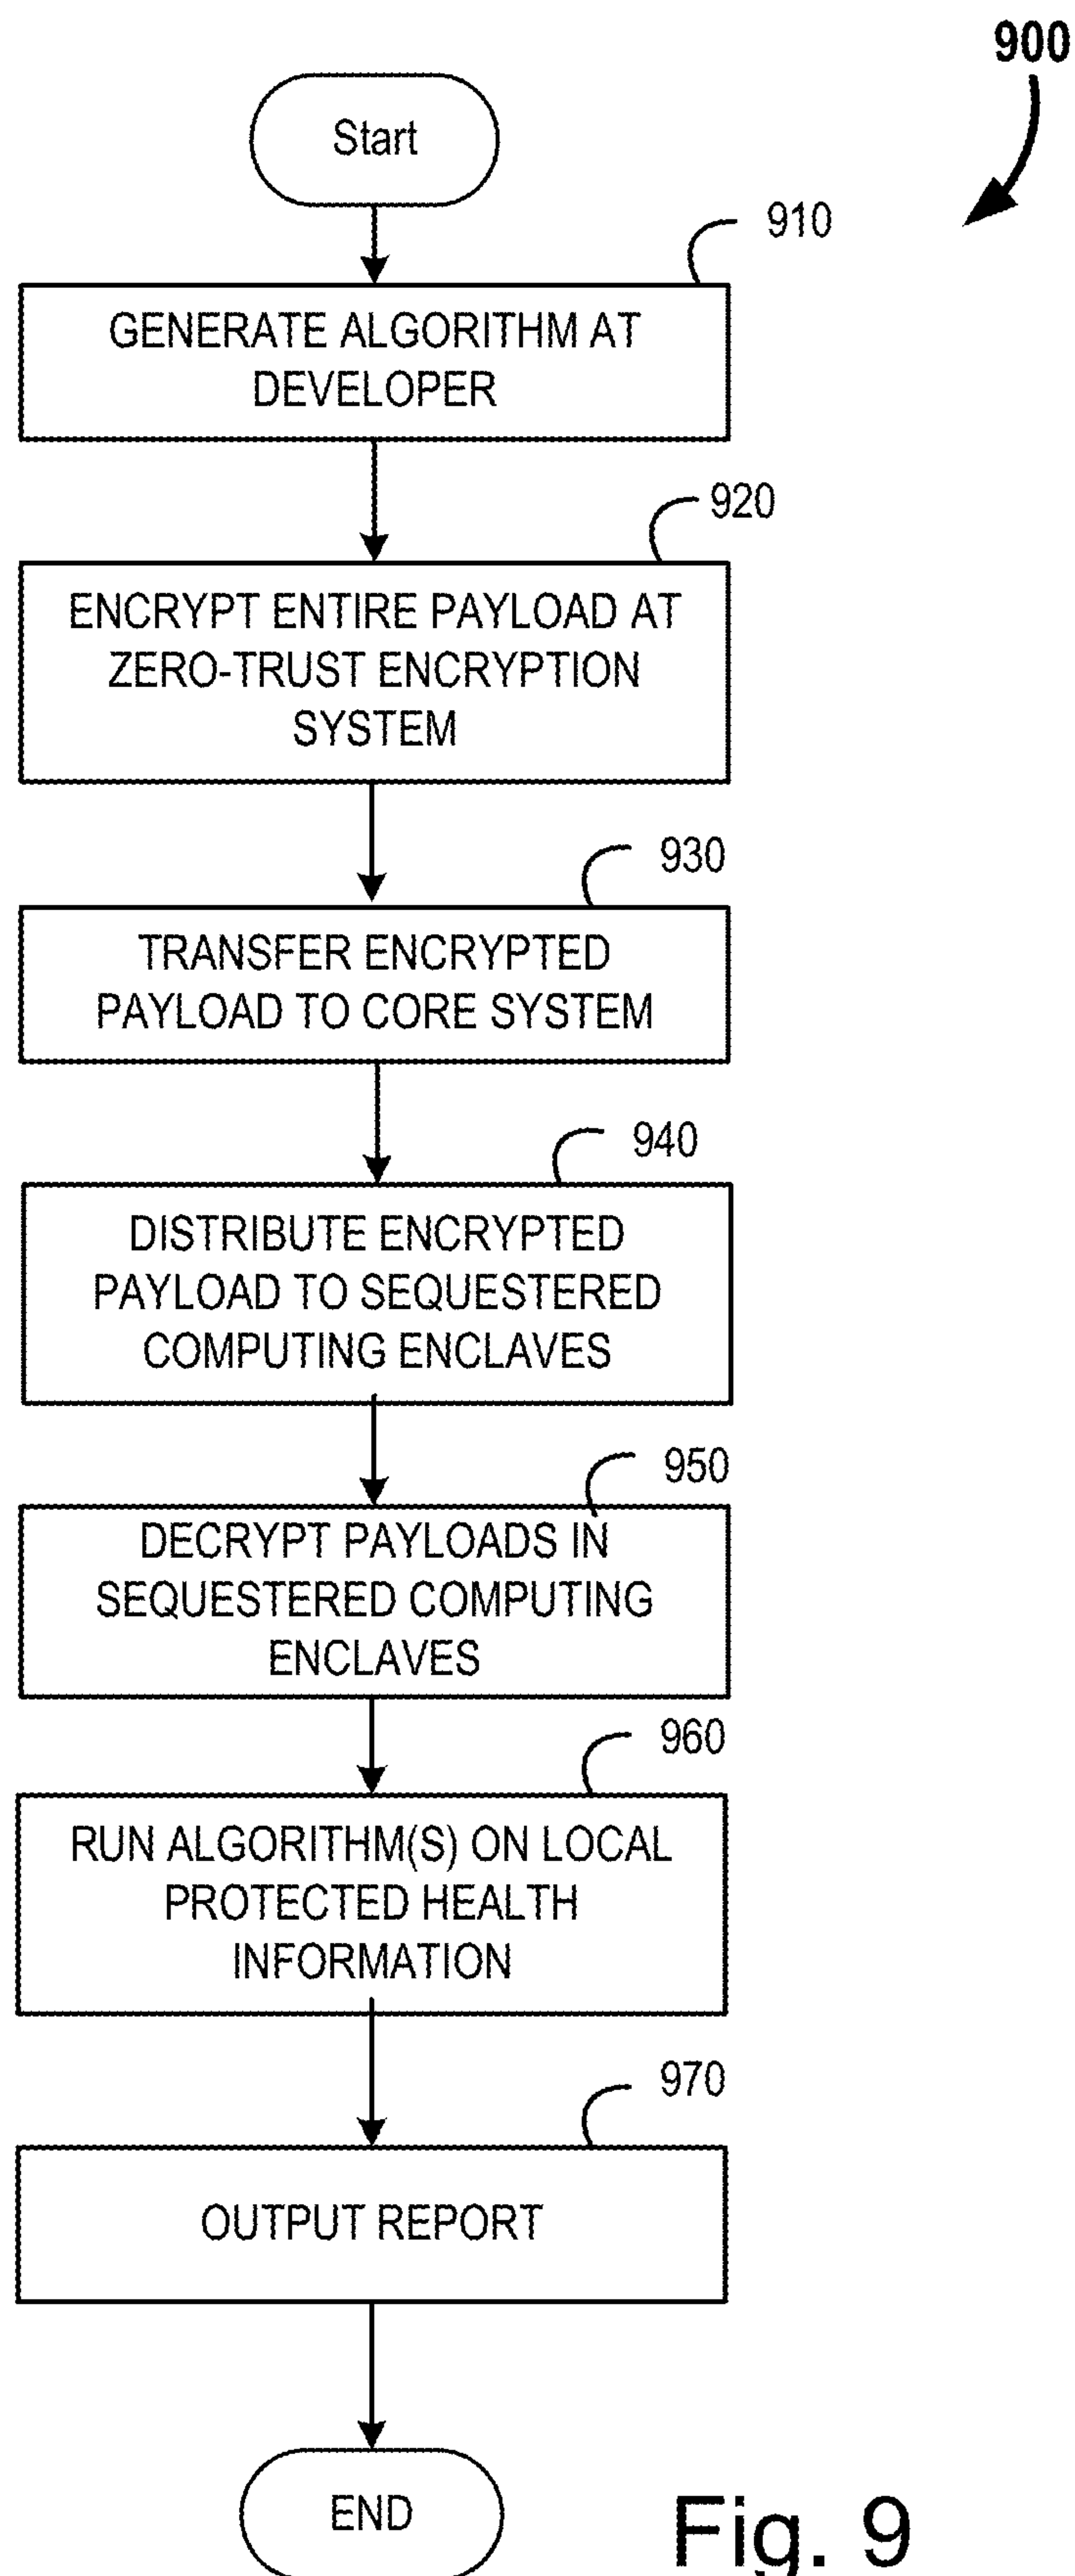 900
Start
910
GENERATE ALGORITHM AT
DEVELOPER
920
ENCRYPT ENTIRE PAYLOAD AT
ZERO-TRUST ENCRYPTION
SYSTEM
930
TRANSFER ENCRYPTED
PAYLOAD TO CORE SYSTEM
940
DISTRIBUTE ENCRYPTED
PAYLOAD TO SEQUESTERED
COMPUTING ENCLAVES
950
DECRYPT PAYLOADS IN
SEQUESTERED COMPUTING
ENCLAVES
960
RUN ALGORITHM(S) ON LOCAL
PROTECTED HEALTH
INFORMATION
970
OUTPUT REPORT
END
Fig. 9